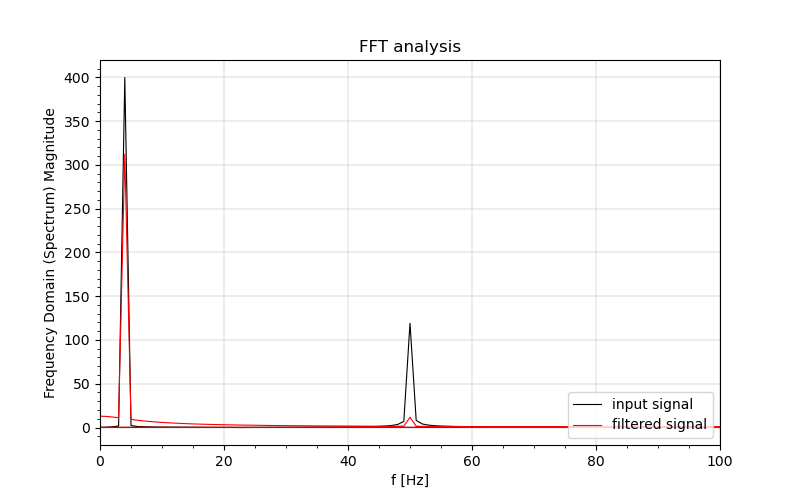 FFT analysis
Frequency Domain (Spectrum) Magnitude
400
350
300
250
200
150
100
50
0
0 20 40 60 80 100
f [Hz]
input signal
filtered signal